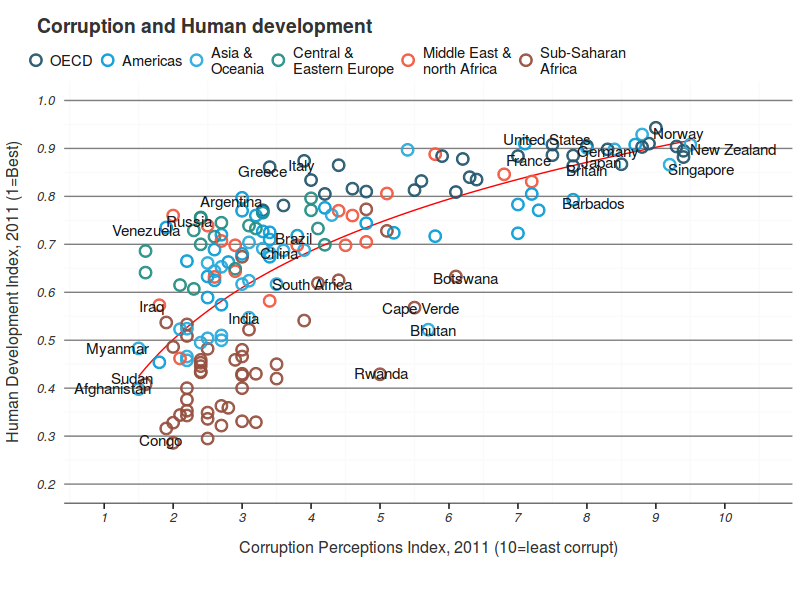 Corruption and Human development
OECD
Americas
Asia &
Oceania
Central &
Eastern Europe
Middle East &
north Africa
Sub-Saharan
Africa
Human Development Index, 2011 (1=Best)
1.0
0.9
0.8
0.7
0.6
0.5
0.4
0.3
0.2
United States
Norway
Germany
New Zealand
France
Japan
Italy
Greece
Britain
Singapore
Argentina
Barbados
Russia
Venezuela
Brazil
China
Botswana
South Africa
Iraq
Cape Verde
India
Bhutan
Myanmar
Rwanda
Sudan
Afghanistan
Congo
1
2
3
4
5
6
7
8
9
10
Corruption Perceptions Index, 2011 (10=least corrupt)